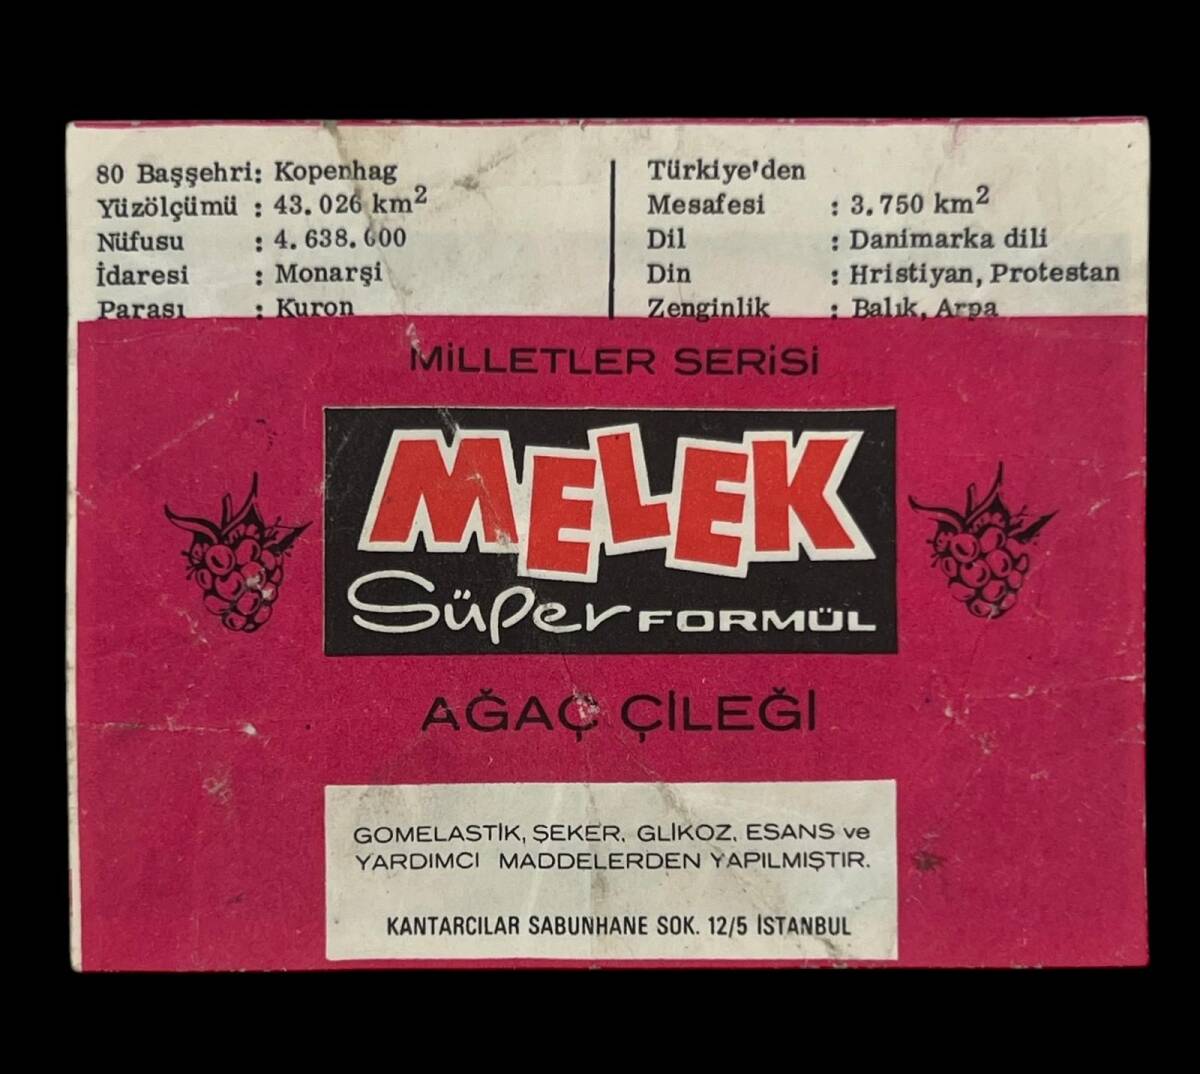 80 Başşehri: Kopenhag
Yüzölçümü : 43.026 km²
Nüfusu : 4.638.600
İdaresi : Monarşi
Parası : Kuron
Türkiye'den
Mesafesi : 3.750 km²
Dil : Danimarka dili
Din : Hristiyan, Protestan
Zenginlik : Balık, Arpa
MİLLETLER SERİSİ
MELEK
Süper FORMÜL
AĞAÇ ÇİLEĞİ
GOMELASTİK, ŞEKER, GLİKOZ, ESANS ve
YARDIMCI MADDELERDEN YAPILMIŞTIR.
KANTARCILAR SABUNHANE SOK. 12/5 İSTANBUL